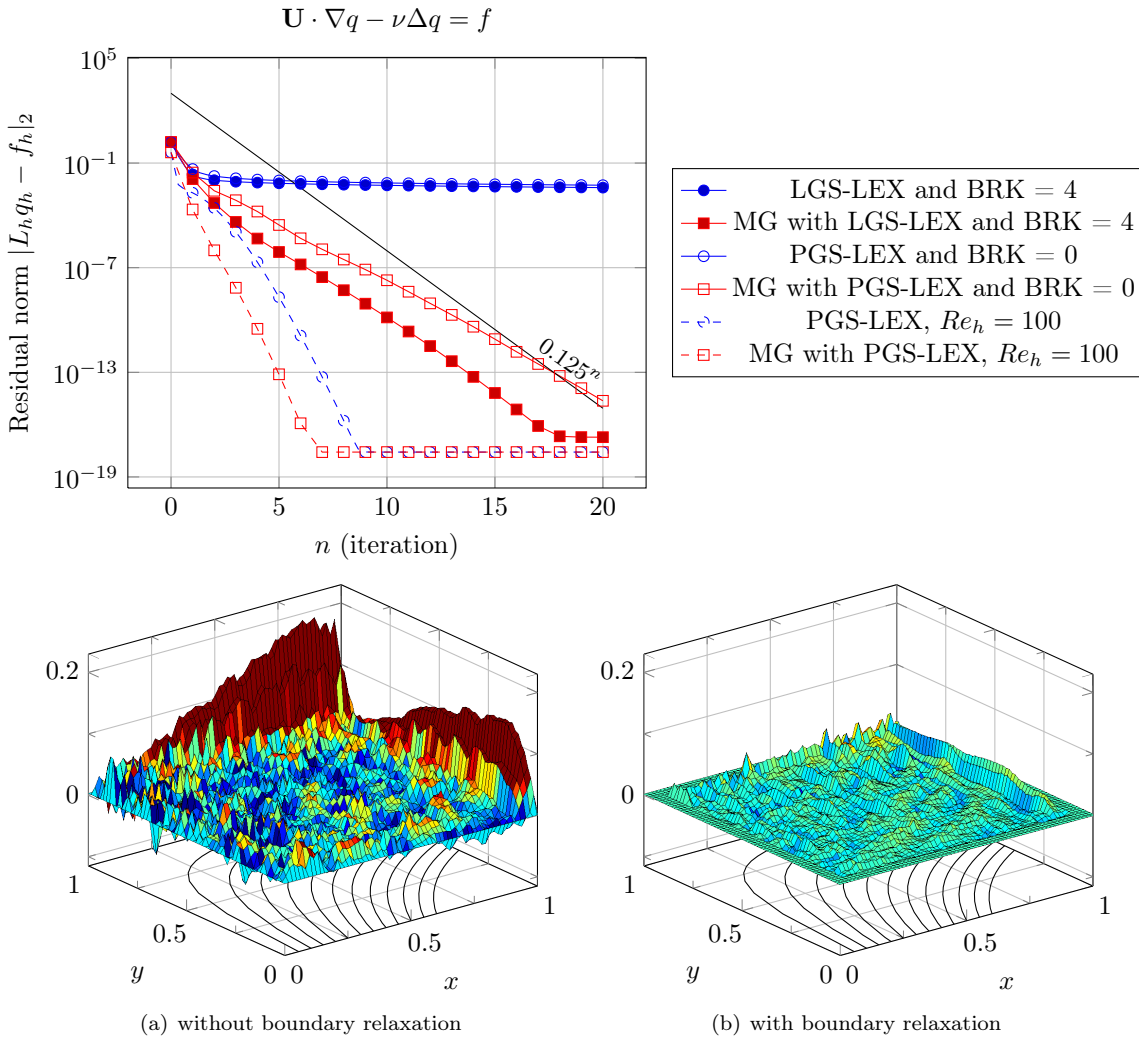 U · ∇q − νΔq = f
Residual norm |L_h q_h − f_h|_2
10^5
10^−1
10^−7
10^−13
10^−19
0.125^n
0 5 10 15 20
n (iteration)
LGS-LEX and BRK = 4
MG with LGS-LEX and BRK = 4
PGS-LEX and BRK = 0
MG with PGS-LEX and BRK = 0
PGS-LEX, Re_h = 100
MG with PGS-LEX, Re_h = 100
0.2
0
1
0.5
0
y
0
0.5
1
x
(a) without boundary relaxation
0.2
0
1
0.5
0
y
0
0.5
1
x
(b) with boundary relaxation